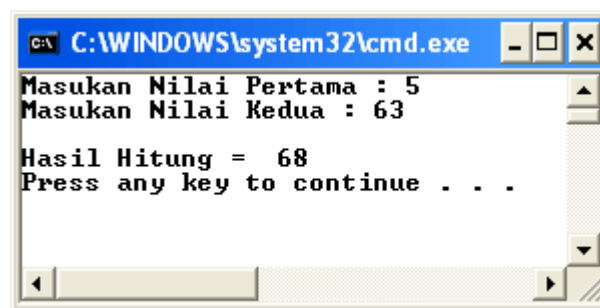 C:\WINDOWS\system32\cmd.exe
Masukan Nilai Pertama : 5
Masukan Nilai Kedua : 63
Hasil Hitung =  68
Press any key to continue . . .